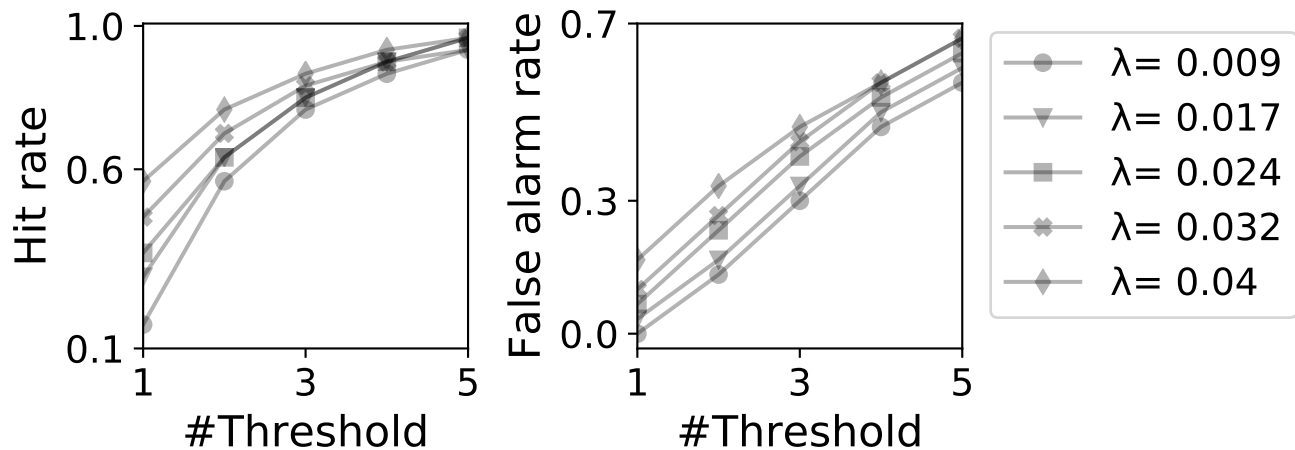 Hit rate
1.0
0.6
0.1
1
3
5
#Threshold
False alarm rate
0.7
0.3
0.0
1
3
5
#Threshold
λ= 0.009
λ= 0.017
λ= 0.024
λ= 0.032
λ= 0.04